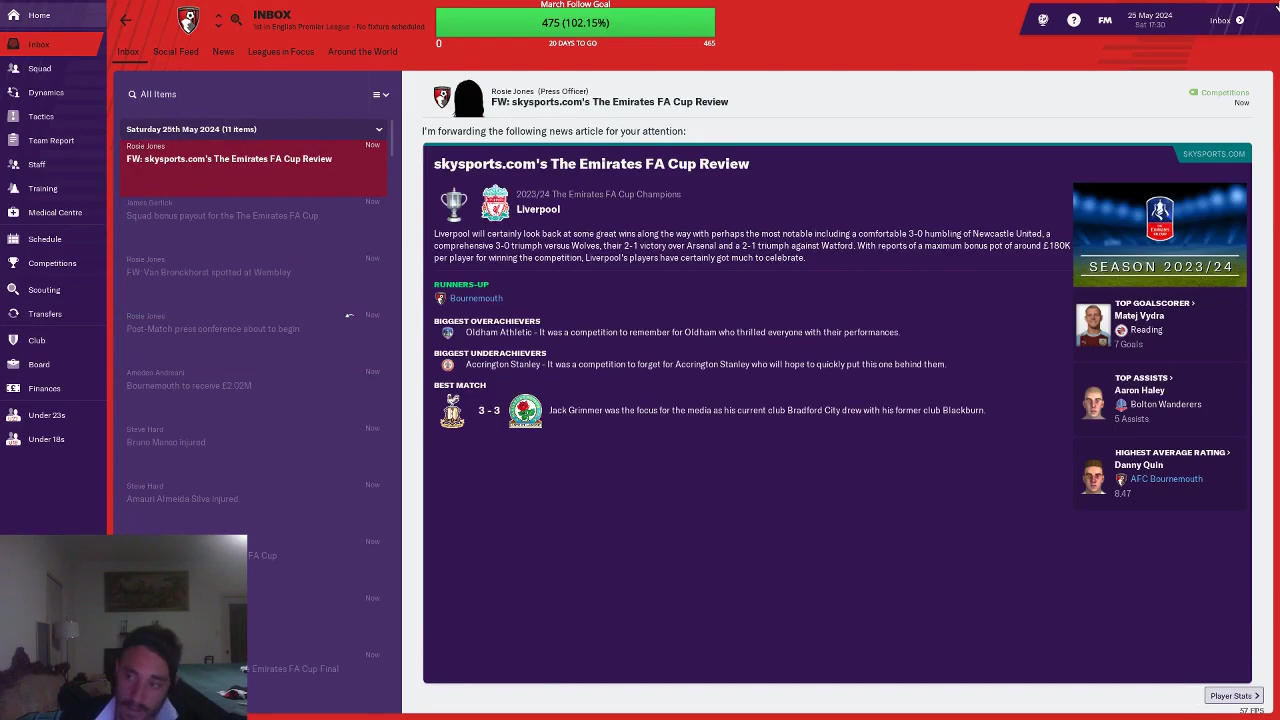 Home
Inbox
Squad
Dynamics
Tactics
Team Report
Staff
Training
Medical Centre
Schedule
Competitions
Scouting
Transfers
Club
Board
Finances
Under 23s
Under 18s
INBOX
1st in English Premier League - No fixture scheduled
Inbox Social Feed News Leagues in Focus Around the World
March Follow Goal
475 (102.15%)
0 20 DAYS TO GO 465
FM
25 May 2024
Sat 17:30
Inbox
All Items
Saturday 25th May 2024 (11 items)
Rosie Jones Now
FW: skysports.com's The Emirates FA Cup Review
James Gerlick Now
Squad bonus payout for the The Emirates FA Cup
Rosie Jones Now
FW: Van Bronckhorst spotted at Wembley
Rosie Jones Now
Post-Match press conference about to begin
Amedeo Andreani Now
Bournemouth to receive £2.02M
Steve Hard Now
Bruno Manso injured
Steve Hard Now
Amauri Almeida Silva injured
Now
FA Cup
Now
Now
Emirates FA Cup Final
Rosie Jones (Press Officer)
FW: skysports.com's The Emirates FA Cup Review
Competitions
Now
I'm forwarding the following news article for your attention:
skysports.com's The Emirates FA Cup Review
SKYSPORTS.COM
2023/24 The Emirates FA Cup Champions
Liverpool
Liverpool will certainly look back at some great wins along the way with perhaps the most notable including a comfortable 3-0 humbling of Newcastle United, a
comprehensive 3-0 triumph versus Wolves, their 2-1 victory over Arsenal and a 2-1 triumph against Watford. With reports of a maximum bonus pot of around £180K
per player for winning the competition, Liverpool's players have certainly got much to celebrate.
RUNNERS-UP
Bournemouth
BIGGEST OVERACHIEVERS
Oldham Athletic - It was a competition to remember for Oldham who thrilled everyone with their performances.
BIGGEST UNDERACHIEVERS
Accrington Stanley - It was a competition to forget for Accrington Stanley who will hope to quickly put this one behind them.
BEST MATCH
3 - 3 Jack Grimmer was the focus for the media as his current club Bradford City drew with his former club Blackburn.
SEASON 2023/24
TOP GOALSCORER
Matej Vydra
Reading
7 Goals
TOP ASSISTS
Aaron Haley
Bolton Wanderers
5 Assists
HIGHEST AVERAGE RATING
Danny Quin
AFC Bournemouth
8.47
Player Stats
57 FPS